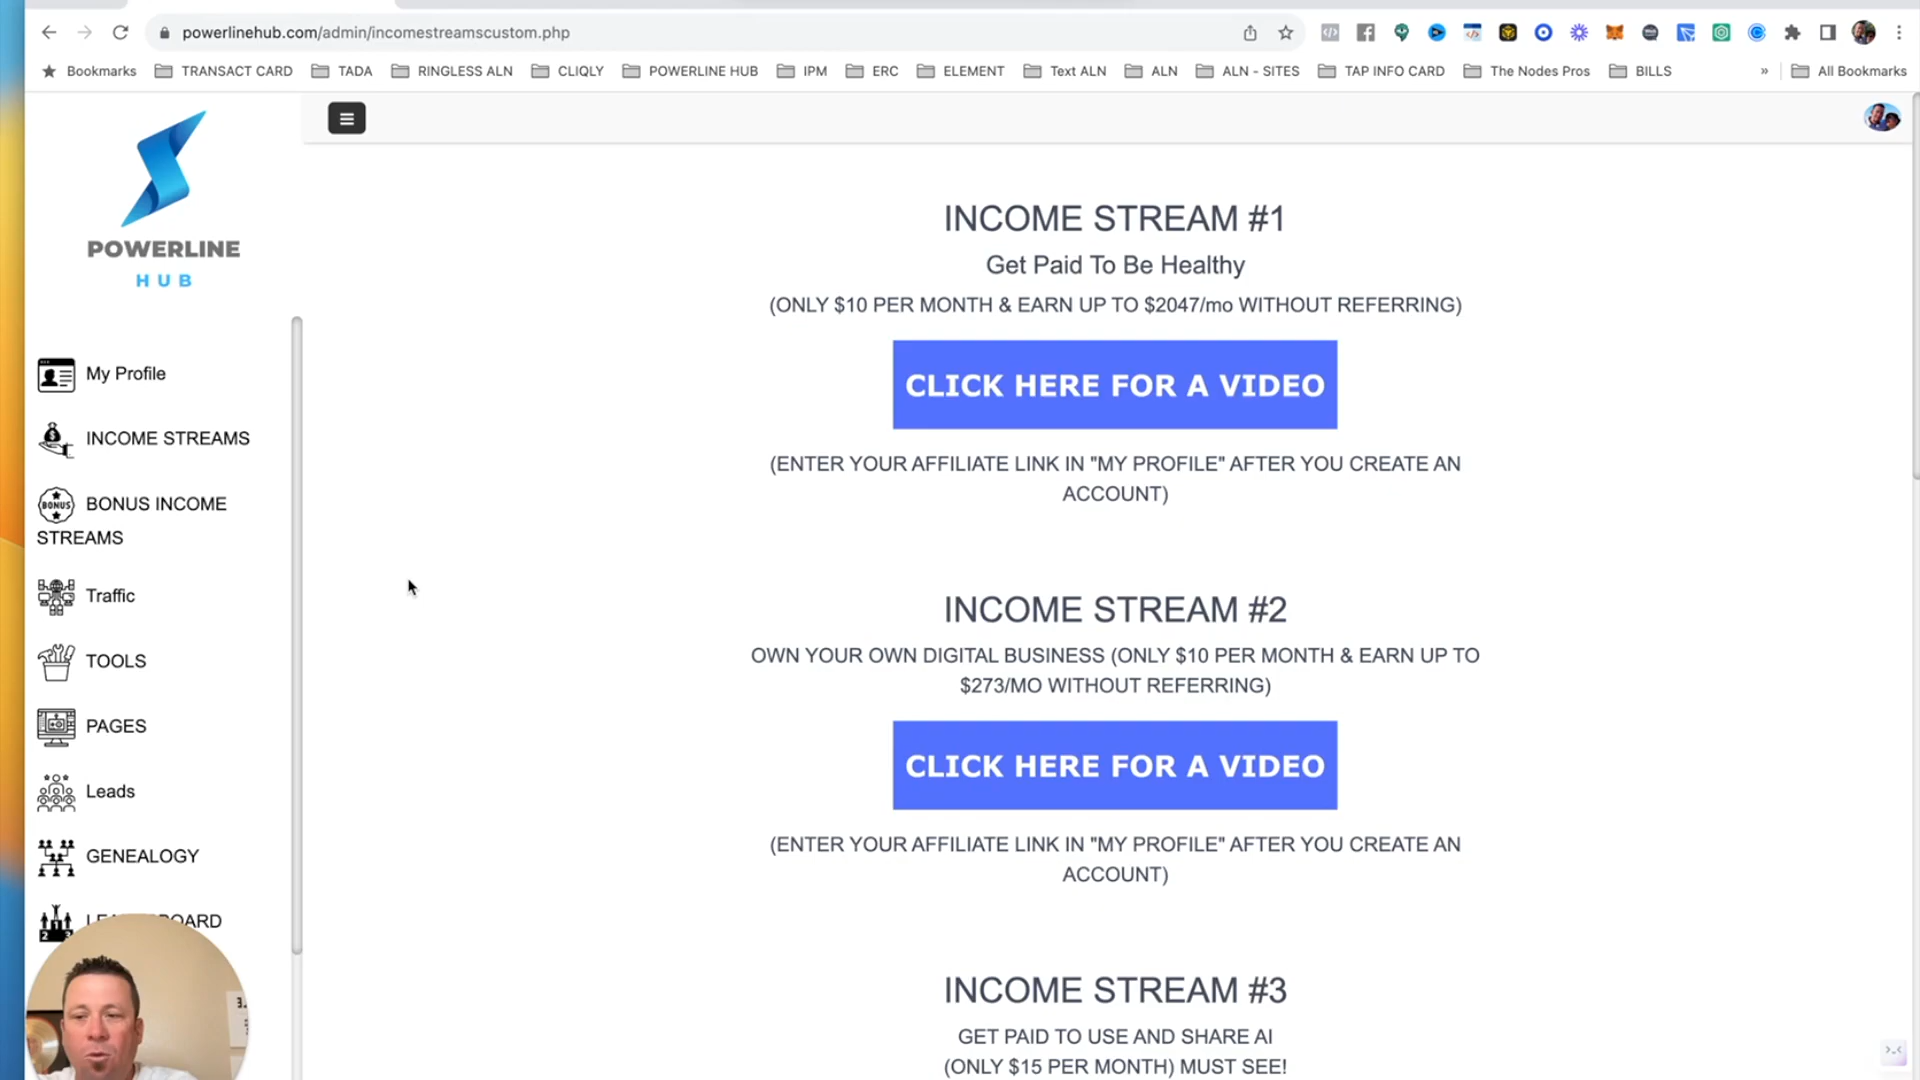 powerlinehub.com/admin/incomestreamscustom.php
Bookmarks TRANSACT CARD TADA RINGLESS ALN CLIQLY POWERLINE HUB IPM ERC ELEMENT Text ALN ALN ALN - SITES TAP INFO CARD The Nodes Pros BILLS » All Bookmarks
POWERLINE
HUB
My Profile
INCOME STREAMS
BONUS INCOME
STREAMS
Traffic
TOOLS
PAGES
Leads
GENEALOGY
INCOME STREAM #1
Get Paid To Be Healthy
(ONLY $10 PER MONTH & EARN UP TO $2047/mo WITHOUT REFERRING)
CLICK HERE FOR A VIDEO
(ENTER YOUR AFFILIATE LINK IN "MY PROFILE" AFTER YOU CREATE AN
ACCOUNT)
INCOME STREAM #2
OWN YOUR OWN DIGITAL BUSINESS (ONLY $10 PER MONTH & EARN UP TO
$273/MO WITHOUT REFERRING)
CLICK HERE FOR A VIDEO
(ENTER YOUR AFFILIATE LINK IN "MY PROFILE" AFTER YOU CREATE AN
ACCOUNT)
INCOME STREAM #3
GET PAID TO USE AND SHARE AI
(ONLY $15 PER MONTH) MUST SEE!